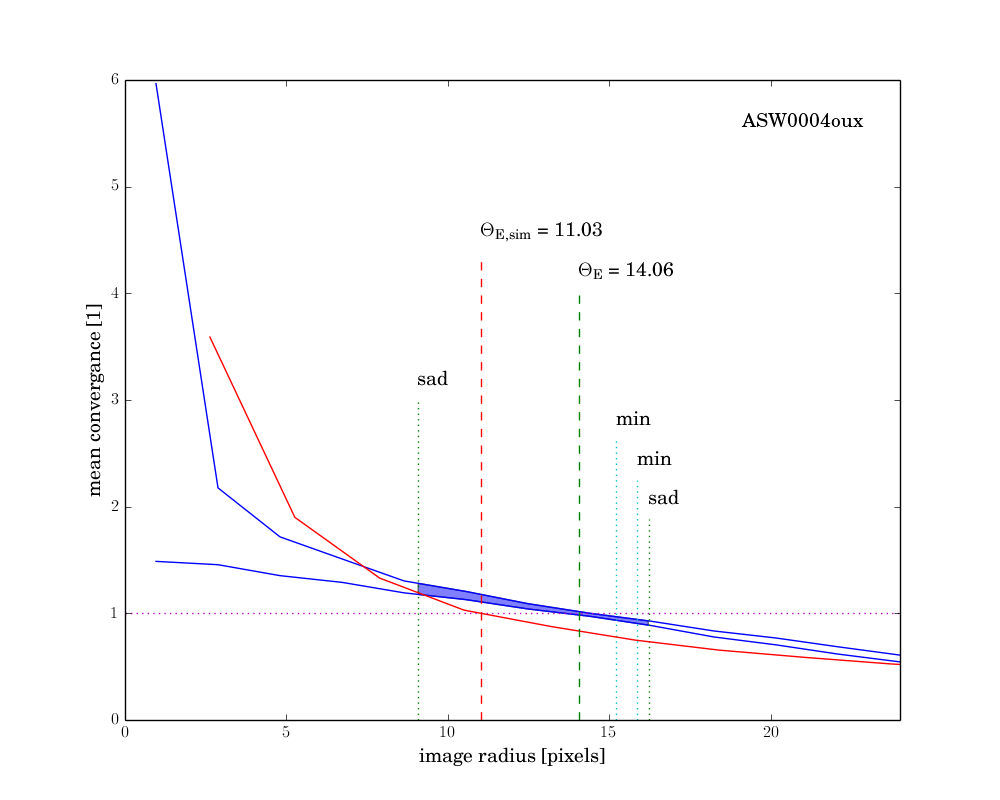 6
ASW0004oux
5
Θ_E,sim = 11.03
Θ_E = 14.06
4
mean convergance [1]
sad
3
min
min
sad
2
1
0
0 5 10 15 20
image radius [pixels]